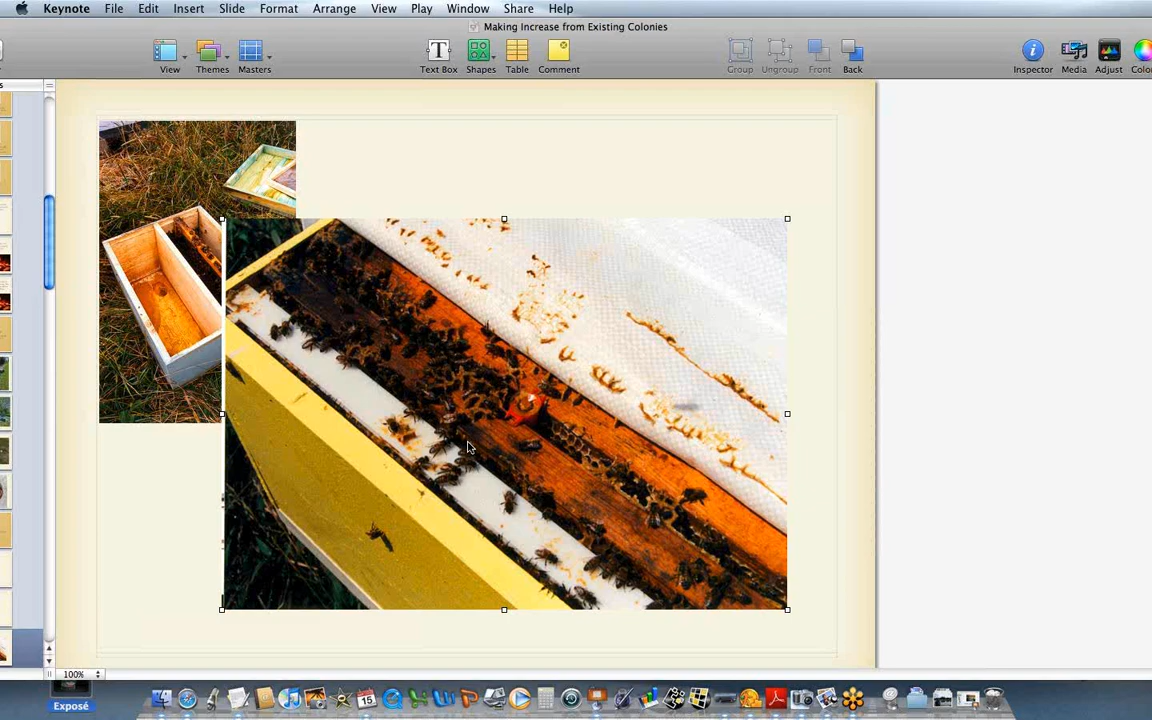 Keynote File Edit Insert Slide Format Arrange View Play Window Share Help
Making Increase from Existing Colonies
View Themes Masters Text Box Shapes Table Comment Group Ungroup Front Back Inspector Media Adjust
100%
15
Exposé